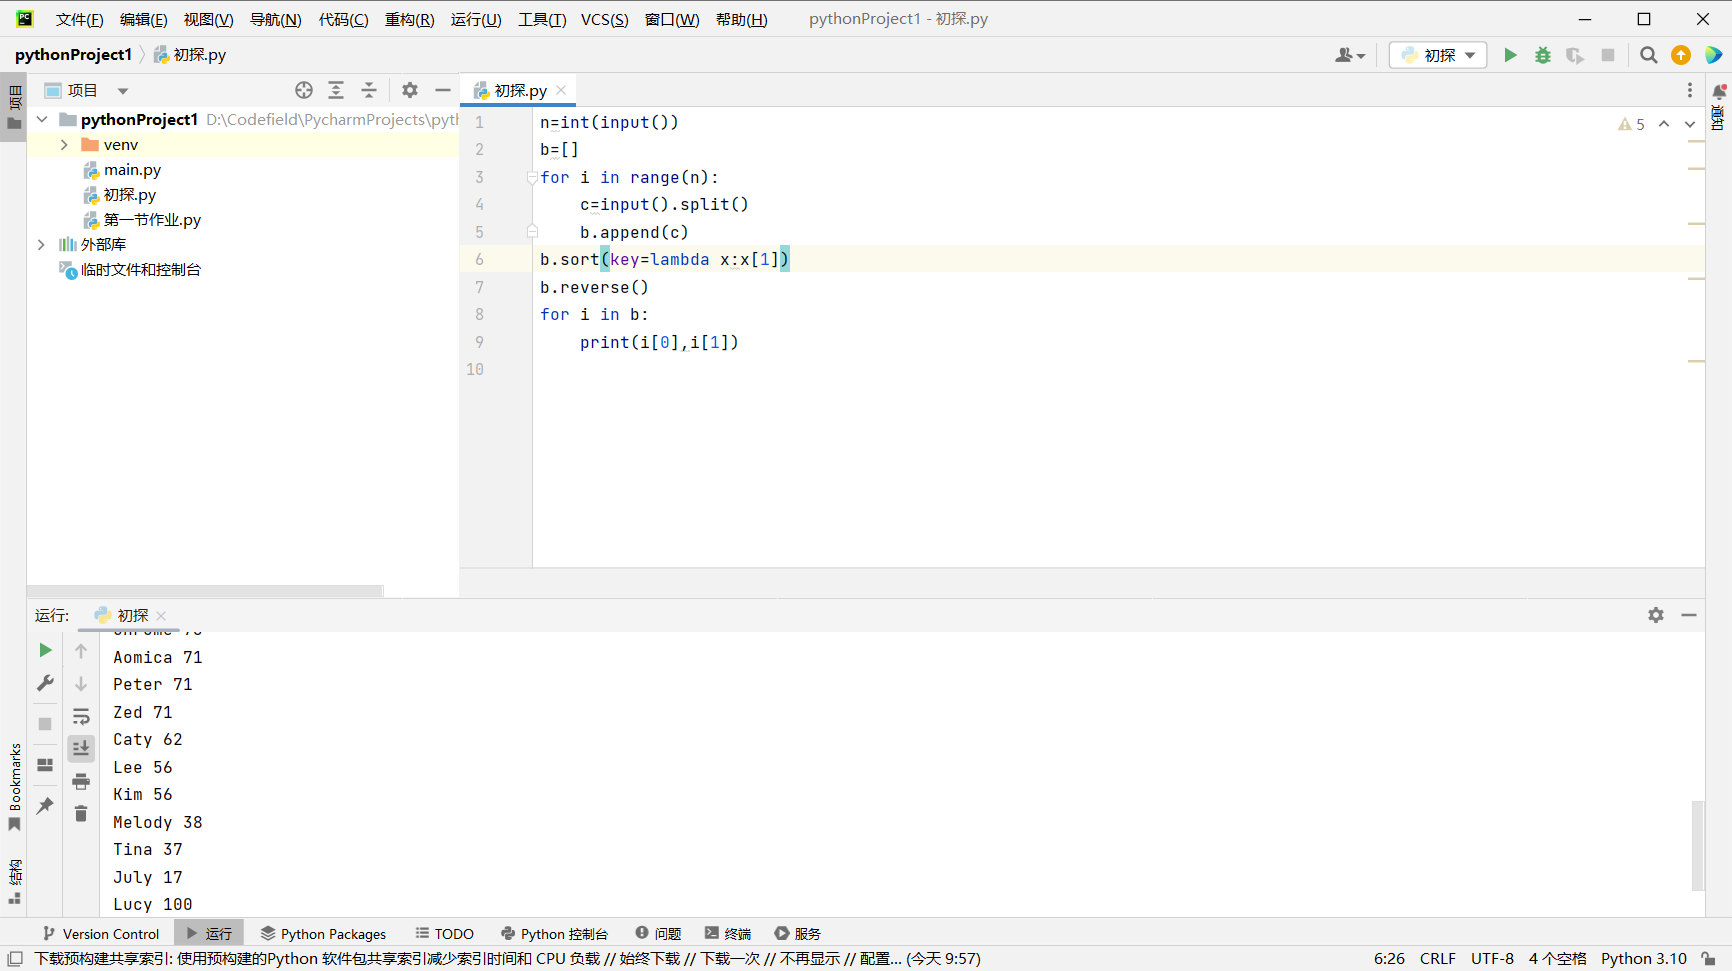 文件(F) 编辑(E) 视图(V) 导航(N) 代码(C) 重构(R) 运行(U) 工具(T) VCS(S) 窗口(W) 帮助(H) pythonProject1 - 初探.py
pythonProject1 初探.py 初探
项目
项目
初探.py
通知
pythonProject1 D:\Codefield\PycharmProjects\pyth
venv
main.py
初探.py
第一节作业.py
外部库
临时文件和控制台
5
1 n=int(input())
2 b=[]
3 for i in range(n):
4     c=input().split()
5     b.append(c)
6 b.sort(key=lambda x:x[1])
7 b.reverse()
8 for i in b:
9     print(i[0],i[1])
10
运行: 初探
Aomica 71
Peter 71
Zed 71
Caty 62
Lee 56
Kim 56
Melody 38
Tina 37
July 17
Lucy 100
Bookmarks
结构
Version Control 运行 Python Packages TODO Python 控制台 问题 终端 服务
下载预构建共享索引: 使用预构建的Python 软件包共享索引减少索引时间和 CPU 负载 // 始终下载 // 下载一次 // 不再显示 // 配置... (今天 9:57) 6:26 CRLF UTF-8 4 个空格 Python 3.10